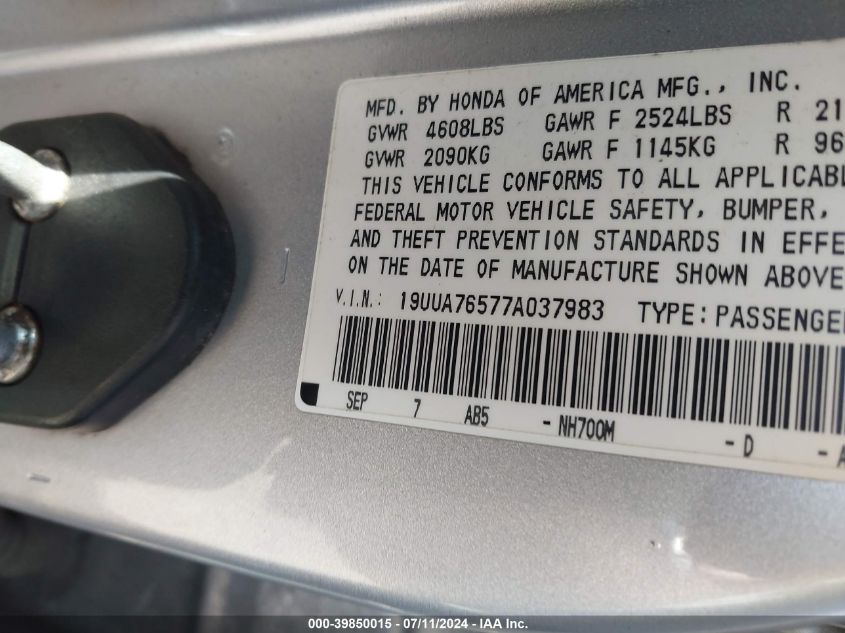 MFD. BY HONDA OF AMERICA MFG., INC.
GVWR 4608LBS GAWR F 2524LBS R 21
GVWR 2090KG GAWR F 1145KG R 96
THIS VEHICLE CONFORMS TO ALL APPLICABL
FEDERAL MOTOR VEHICLE SAFETY, BUMPER,
AND THEFT PREVENTION STANDARDS IN EFFE
ON THE DATE OF MANUFACTURE SHOWN ABOVE
V.I.N.: 19UUA76577A037983 TYPE: PASSENGE
SEP 7 AB5 - NH700M - D - A
000-39850015 - 07/11/2024 - IAA Inc.